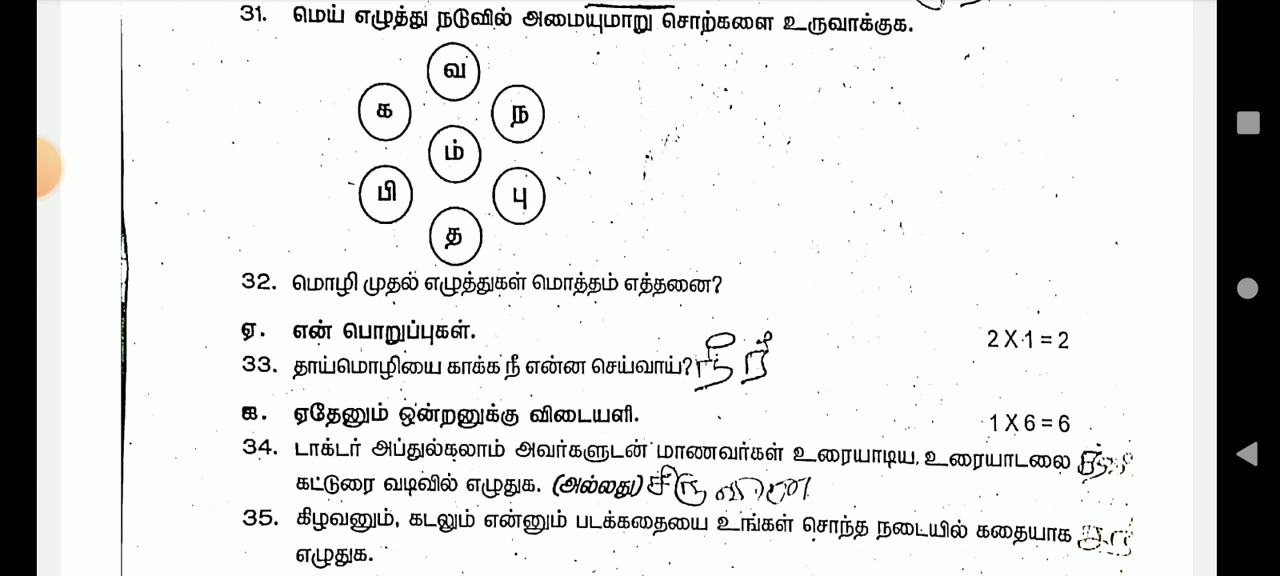 31. மெய் எழுத்து நடுவில் அமையுமாறு சொற்களை உருவாக்குக.
வ
க
ந
ம்
பி
பு
த
32. மொழி முதல் எழுத்துகள் மொத்தம் எத்தனை?
ஏ. என் பொறுப்புகள். 2 X 1 = 2
33. தாய்மொழியை காக்க நீ என்ன செய்வாய்?
ஐ. ஏதேனும் ஒன்றனுக்கு விடையளி. 1 X 6 = 6
34. டாக்டர் அப்துல்கலாம் அவர்களுடன் மாணவர்கள் உரையாடிய உரையாடலை
கட்டுரை வடிவில் எழுதுக. (அல்லது)
35. கிழவனும், கடலும் என்னும் படக்கதையை உங்கள் சொந்த நடையில் கதையாக
எழுதுக.